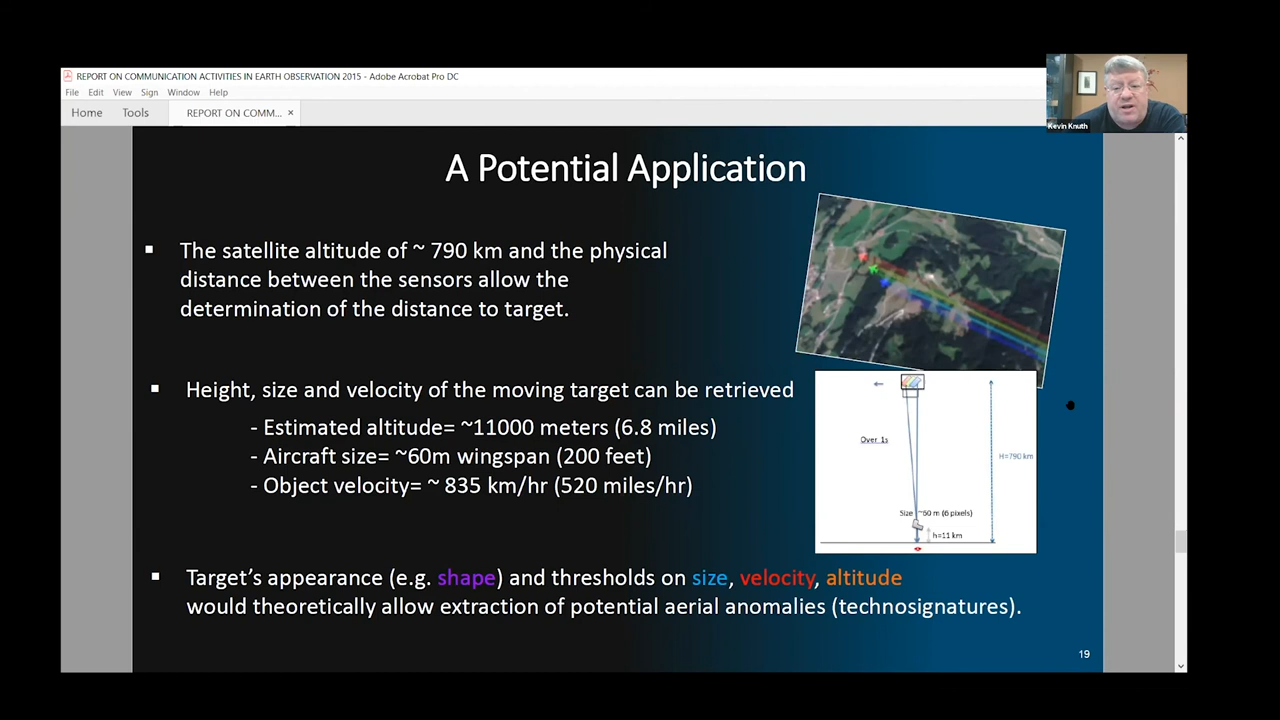 REPORT ON COMMUNICATION ACTIVITIES IN EARTH OBSERVATION 2015 - Adobe Acrobat Pro DC
File Edit View Sign Window Help
Home Tools REPORT ON COMM... ×
Kevin Knuth
A Potential Application
▪ The satellite altitude of ~ 790 km and the physical
distance between the sensors allow the
determination of the distance to target.
▪ Height, size and velocity of the moving target can be retrieved
- Estimated altitude= ~11000 meters (6.8 miles)
- Aircraft size= ~60m wingspan (200 feet)
- Object velocity= ~ 835 km/hr (520 miles/hr)
Over 1s
H=790 km
Size ~60 m (6 pixels)
h=11 km
▪ Target's appearance (e.g. shape) and thresholds on size, velocity, altitude
would theoretically allow extraction of potential aerial anomalies (technosignatures).
19